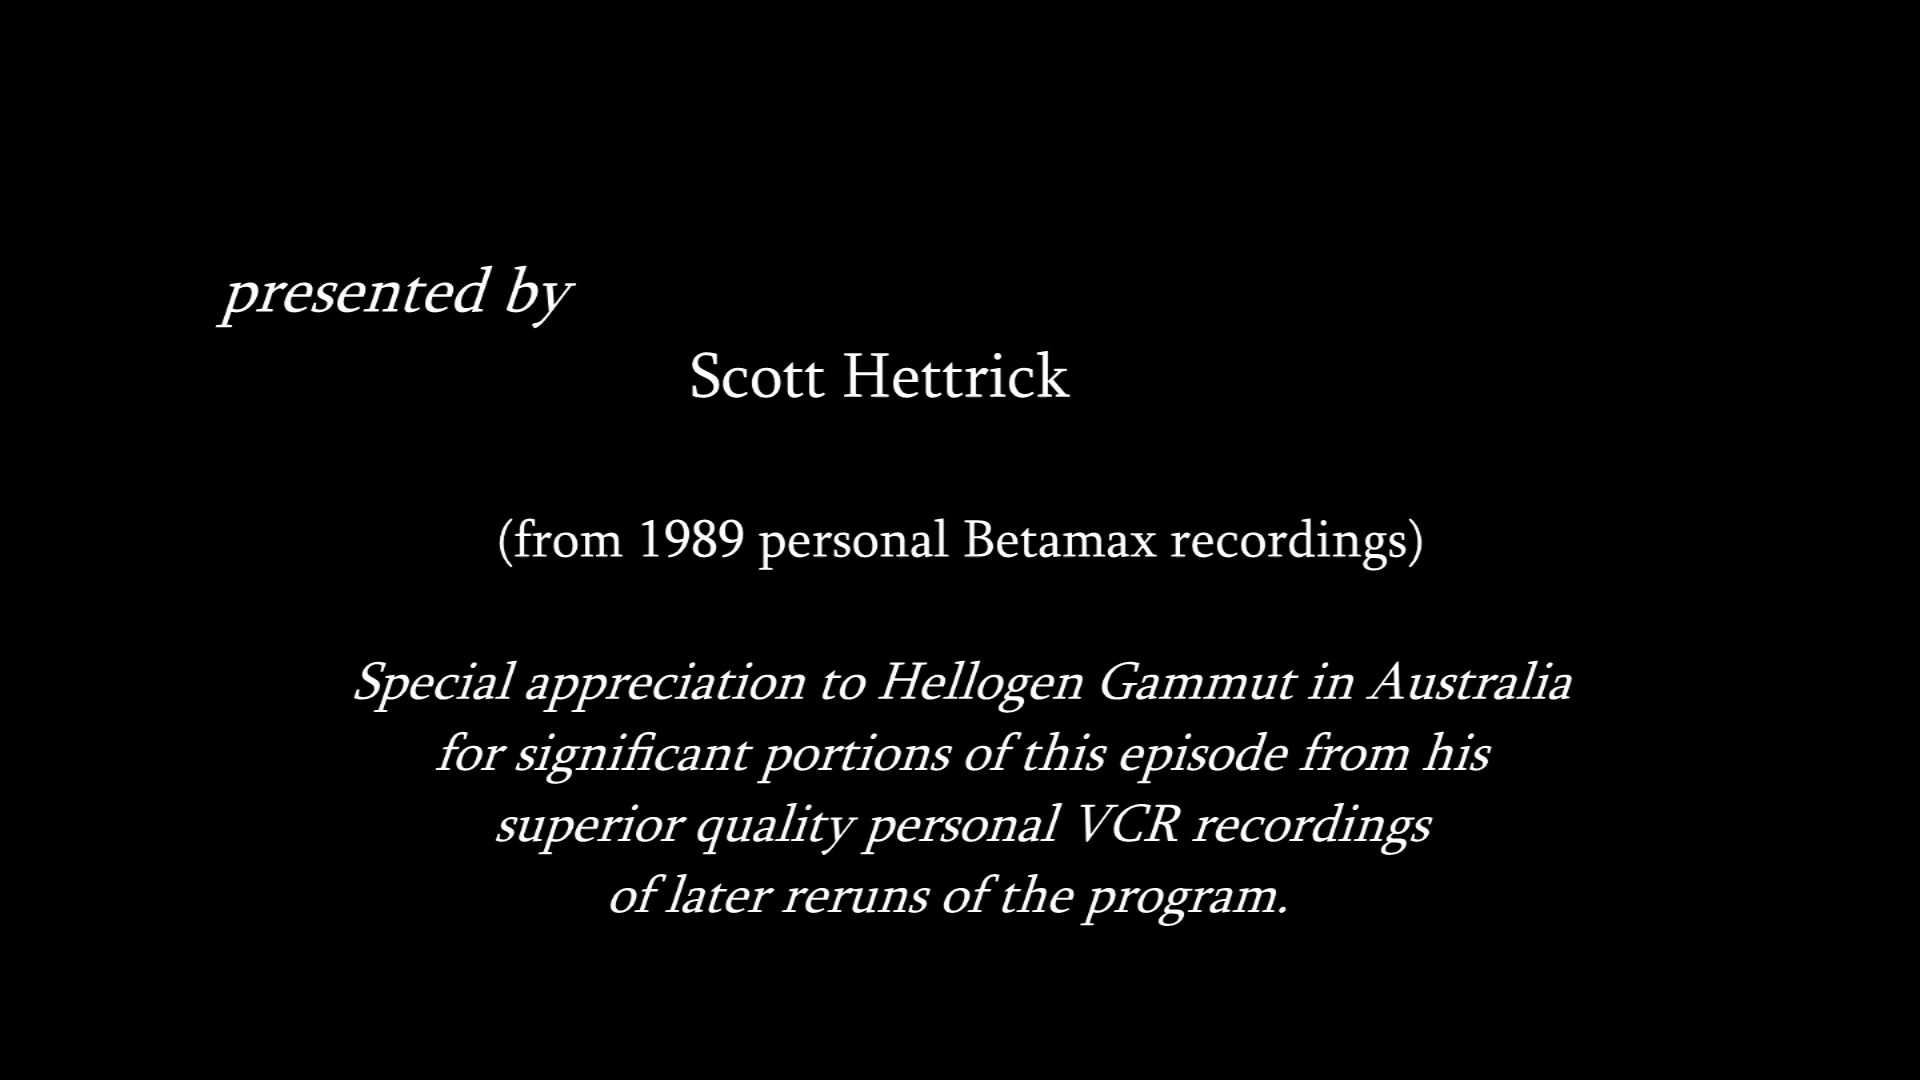 presented by
Scott Hettrick
(from 1989 personal Betamax recordings)
Special appreciation to Hellogen Gammut in Australia
for significant portions of this episode from his
superior quality personal VCR recordings
of later reruns of the program.